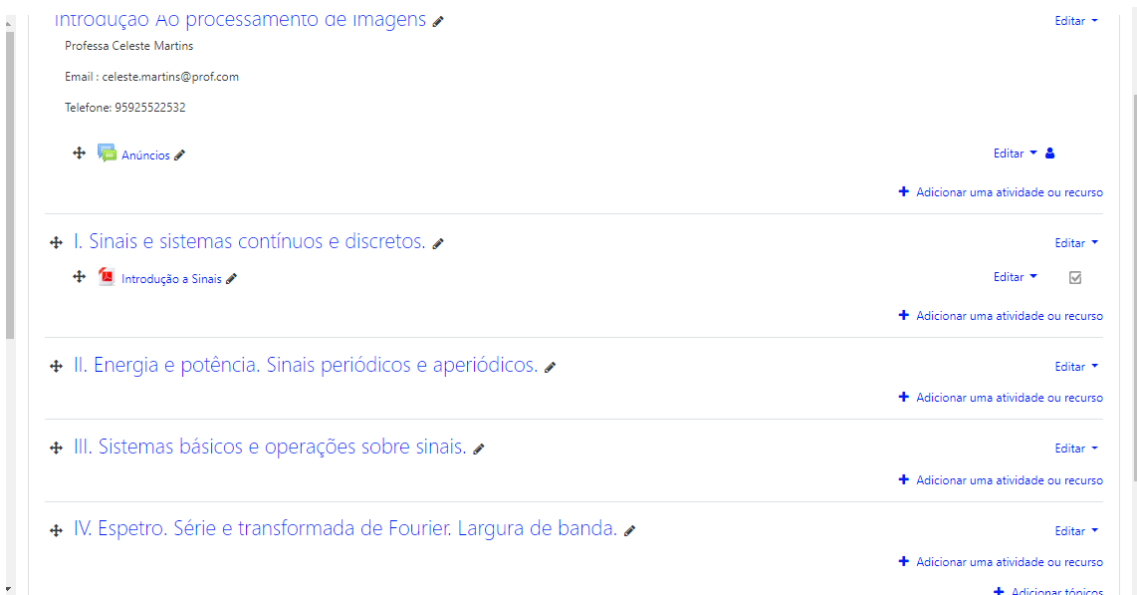 Introdução Ao processamento de Imagens Editar
Professa Celeste Martins
Email : celeste.martins@prof.com
Telefone: 95925522532
Anúncios Editar
Adicionar uma atividade ou recurso
I. Sinais e sistemas contínuos e discretos. Editar
Introdução a Sinais Editar
Adicionar uma atividade ou recurso
II. Energia e potência. Sinais periódicos e aperiódicos. Editar
Adicionar uma atividade ou recurso
III. Sistemas básicos e operações sobre sinais. Editar
Adicionar uma atividade ou recurso
IV. Espetro. Série e transformada de Fourier. Largura de banda. Editar
Adicionar uma atividade ou recurso
Adicionar tópicos